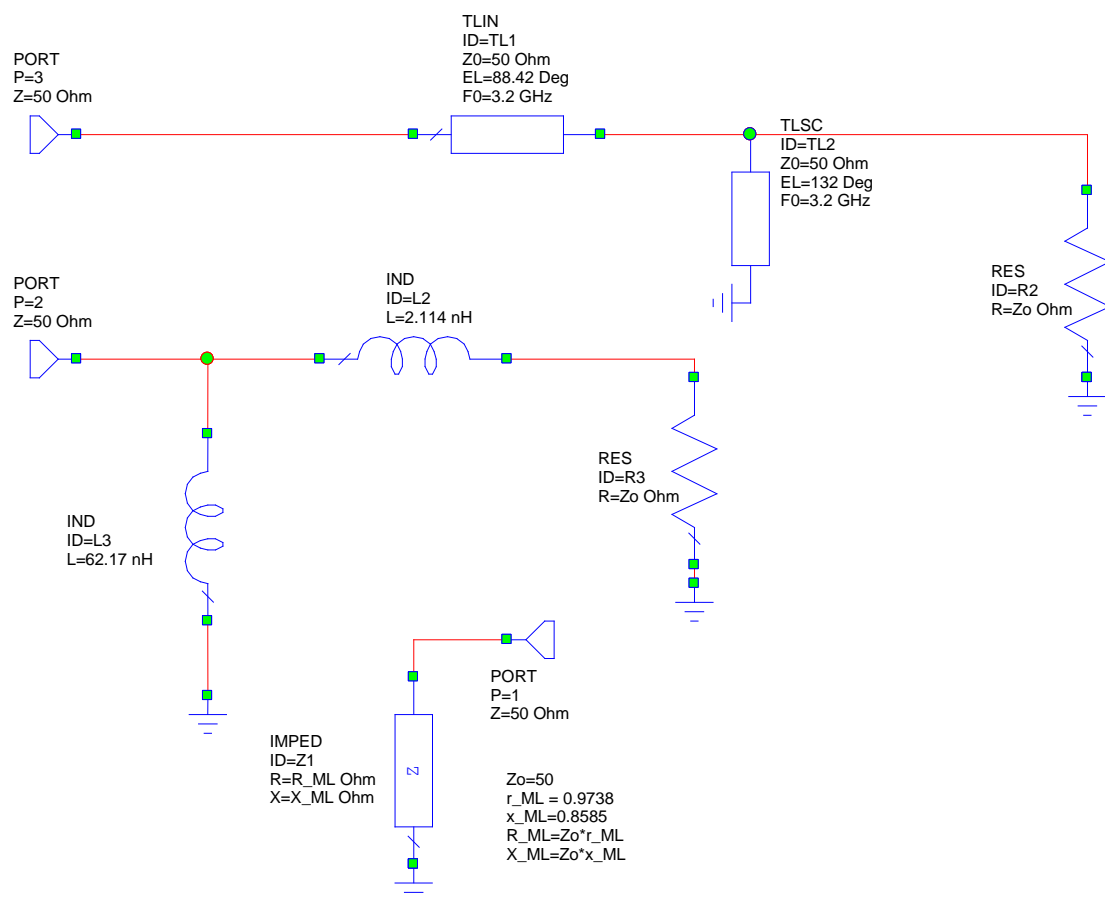 TLIN
ID=TL1
Z0=50 Ohm
EL=88.42 Deg
F0=3.2 GHz
PORT
P=3
Z=50 Ohm
TLSC
ID=TL2
Z0=50 Ohm
EL=132 Deg
F0=3.2 GHz
RES
ID=R2
R=Zo Ohm
PORT
P=2
Z=50 Ohm
IND
ID=L2
L=2.114 nH
RES
ID=R3
R=Zo Ohm
IND
ID=L3
L=62.17 nH
PORT
P=1
Z=50 Ohm
IMPED
ID=Z1
R=R_ML Ohm
X=X_ML Ohm
Z
Zo=50
r_ML = 0.9738
x_ML=0.8585
R_ML=Zo*r_ML
X_ML=Zo*x_ML